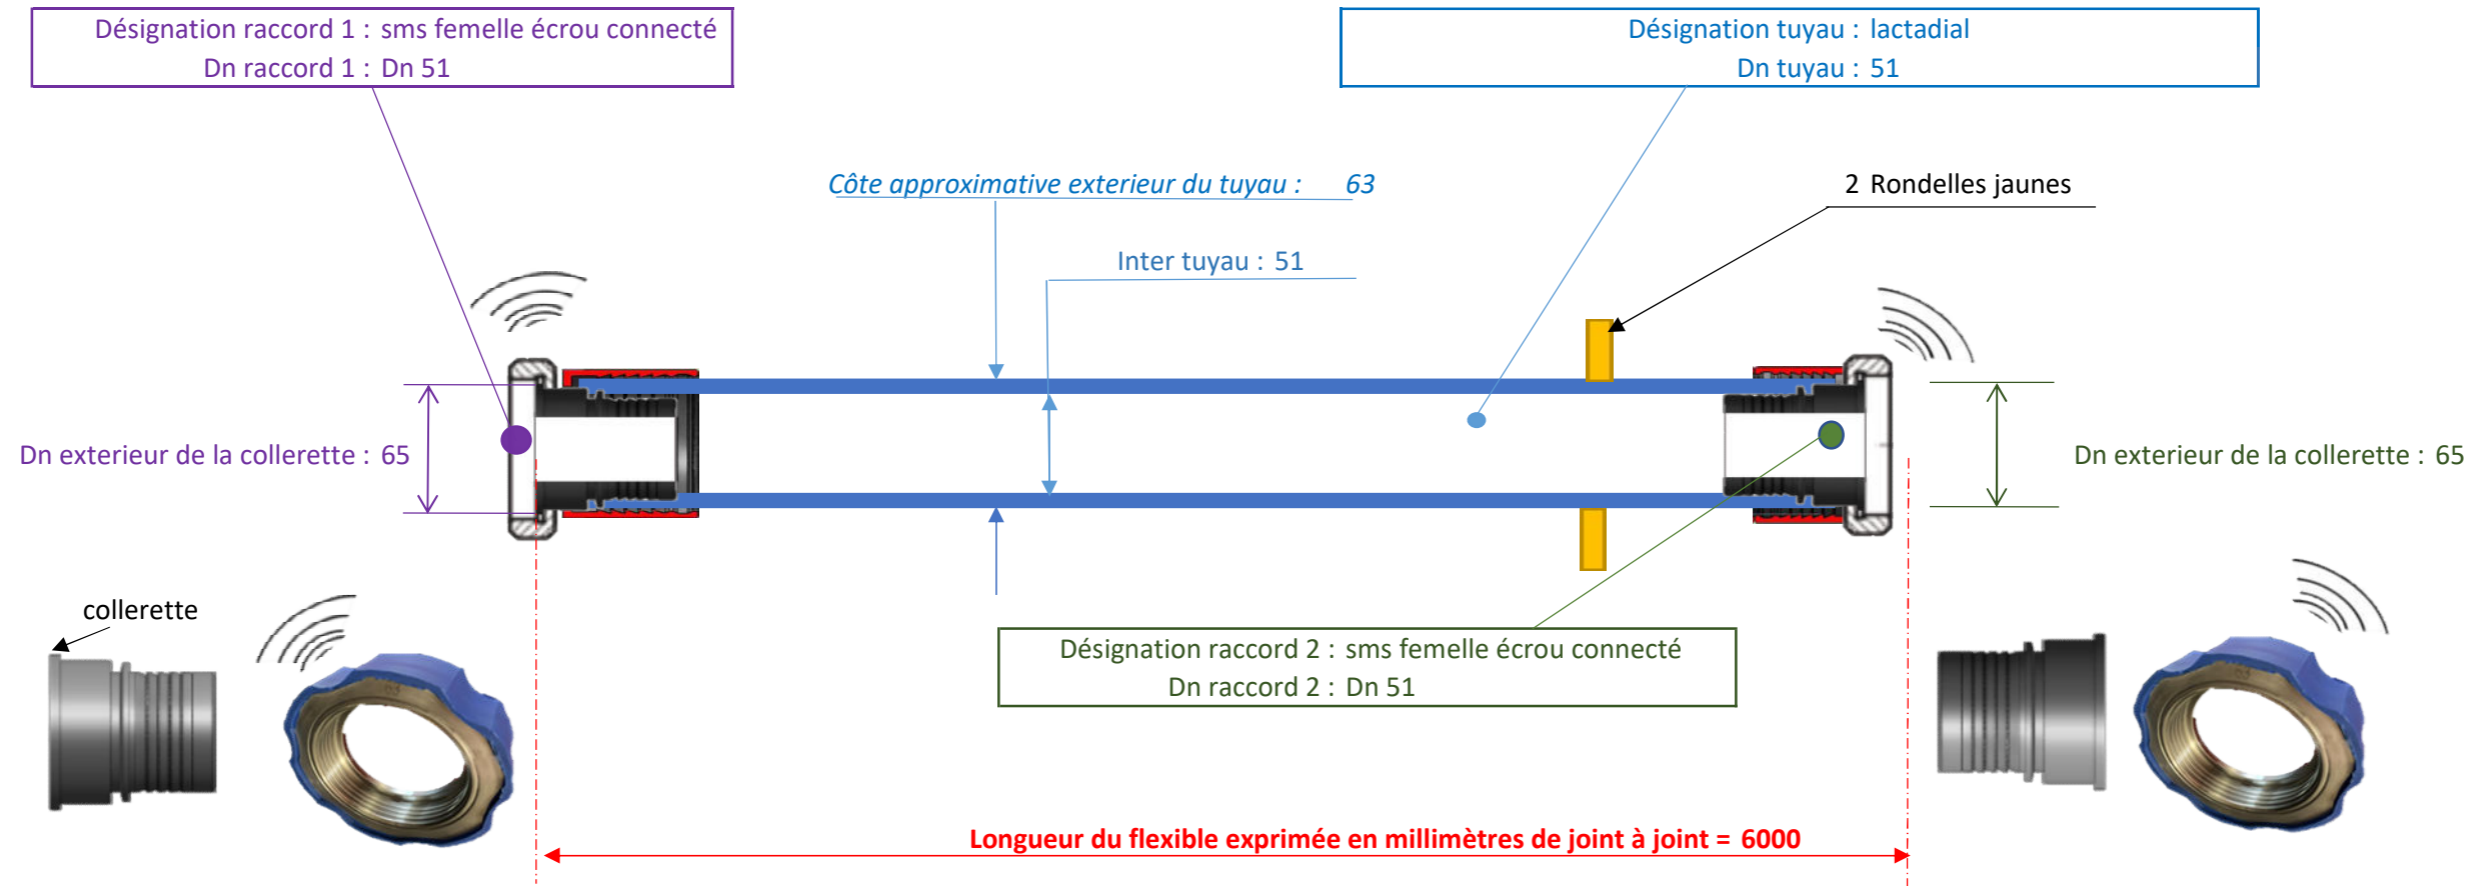 Désignation raccord 1 : sms femelle écrou connecté
Dn raccord 1 : Dn 51
Désignation tuyau : lactadial
Dn tuyau : 51
Côte approximative exterieur du tuyau : 63
2 Rondelles jaunes
Inter tuyau : 51
Dn exterieur de la collerette : 65
Dn exterieur de la collerette : 65
collerette
Désignation raccord 2 : sms femelle écrou connecté
Dn raccord 2 : Dn 51
Longueur du flexible exprimée en millimètres de joint à joint = 6000